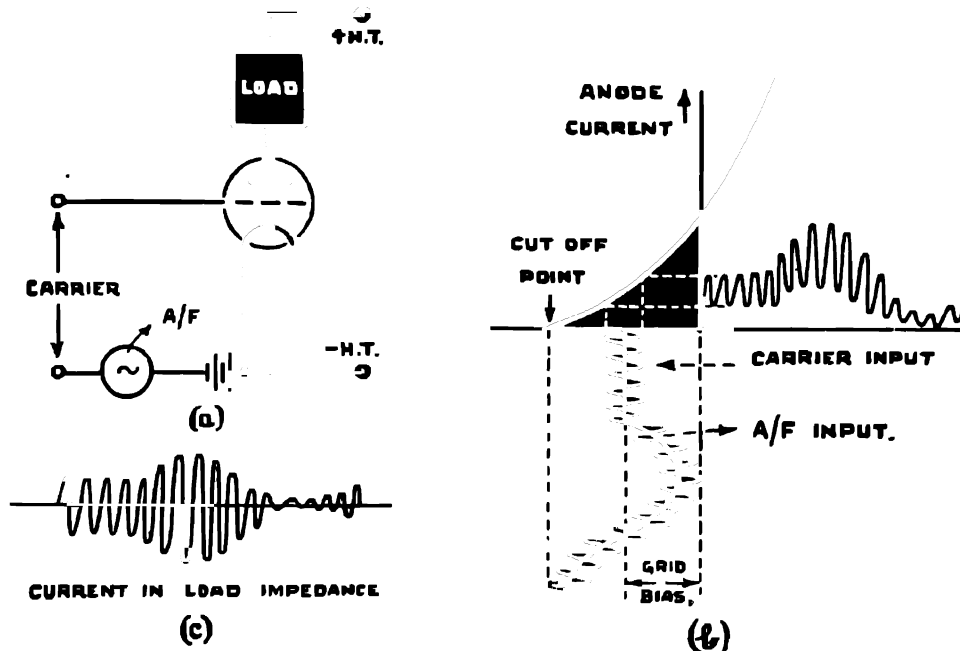 +H.T.
LOAD
CARRIER
A/F
-H.T.
(a)
CURRENT IN LOAD IMPEDANCE
(c)
ANODE
CURRENT
CUT OFF
POINT
CARRIER INPUT
A/F INPUT.
GRID
BIAS.
(b)